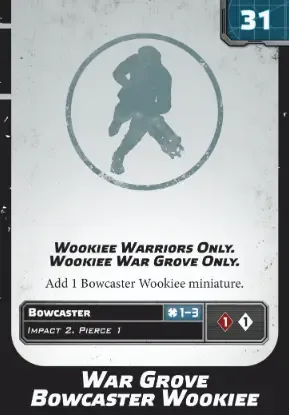 31
WOOKIEE WARRIORS ONLY.
WOOKIEE WAR GROVE ONLY.
Add 1 Bowcaster Wookiee miniature.
BOWCASTER 1–3
IMPACT 2, PIERCE 1
1 1
WAR GROVE
BOWCASTER WOOKIEE